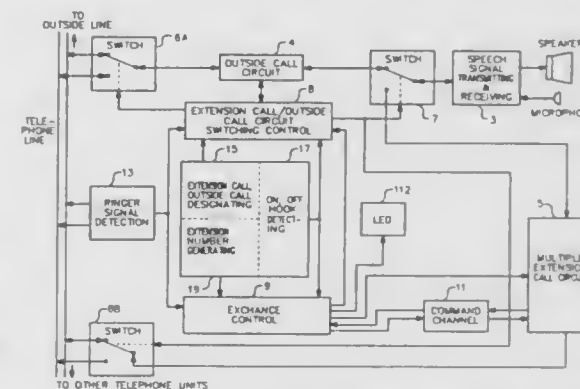 TO
OUTSIDE LINE
6A
SWITCH
4
OUTSIDE CALL
CIRCUIT
SWITCH
7
SPEECH
SIGNAL
TRANSMITTING
&
RECEIVING
3
SPEAKER
MICROPHO
TELE-
PHONE
LINE
8
EXTENSION CALL/OUTSIDE
CALL CIRCUIT
SWITCHING CONTROL
15
17
EXTENSION CALL
OUTSIDE CALL
DESIGNATING
ON, OFF
HOOK
DETECT-
ING
EXTENSION
NUMBER
GENERATING
13
RINGER
SIGNAL
DETECTION
112
LED
5
MULTIPLE
EXTENSION
CALL CIRCUI
19
9
EXCHANGE
CONTROL
11
COMMAND
CHANNEL
SWITCH
TO OTHER TELEPHONE UNITS